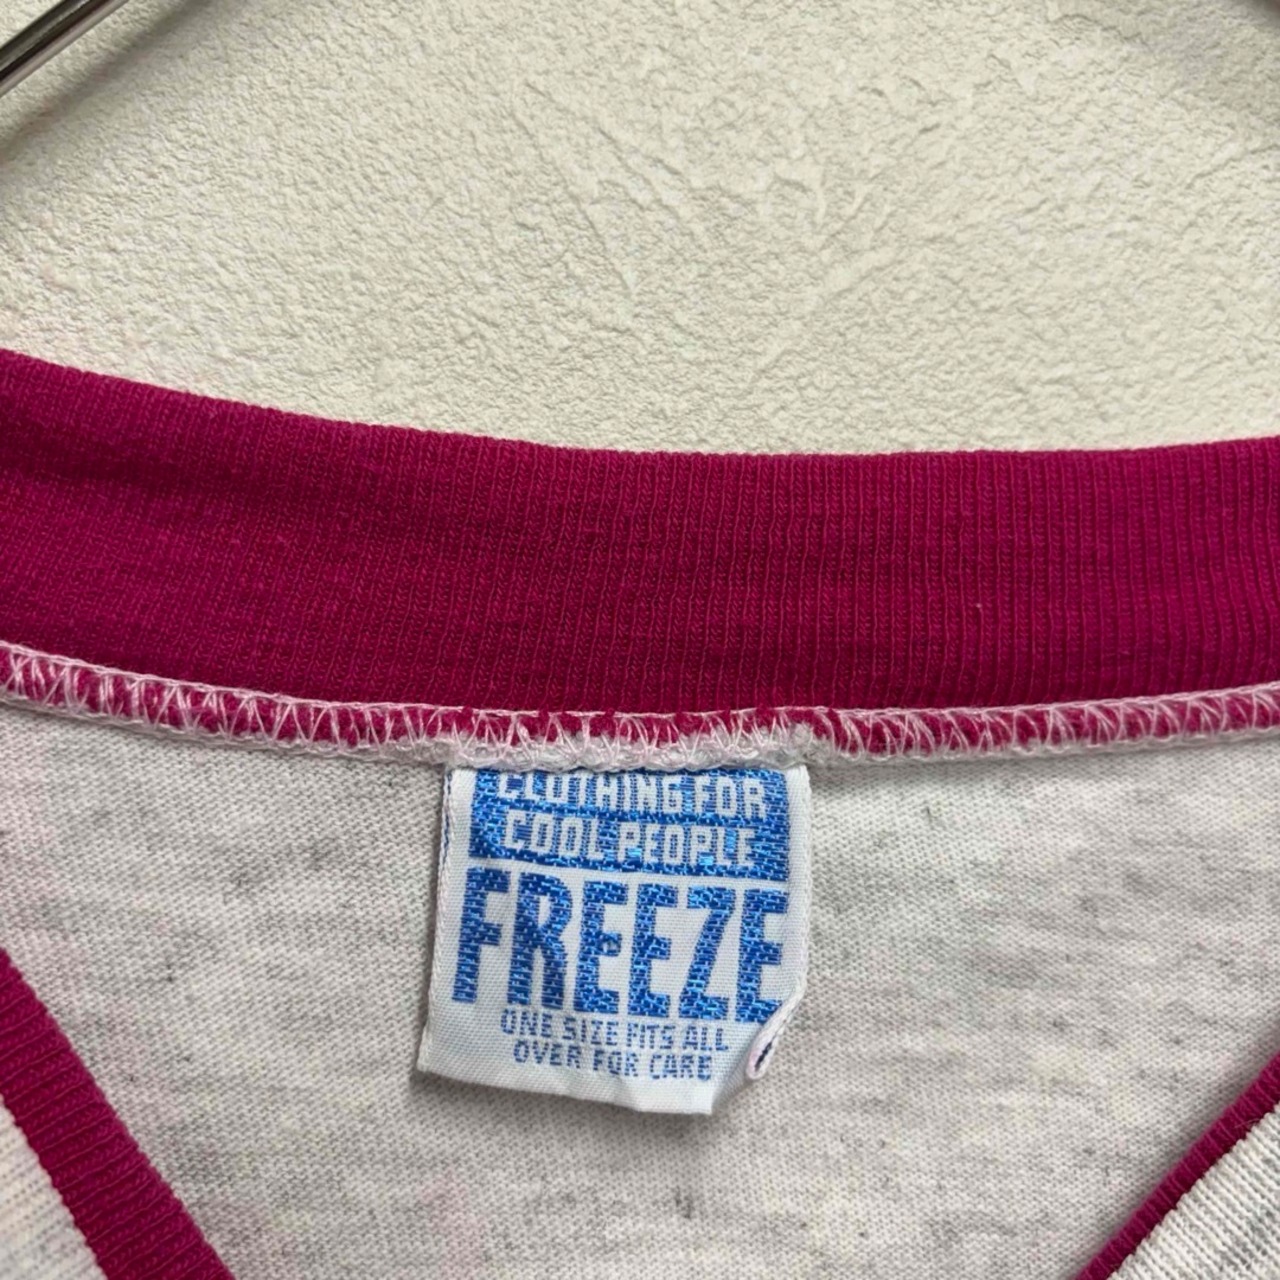 CLOTHING FOR
COOL PEOPLE
FREEZE
ONE SIZE FITS ALL
OVER FOR CARE